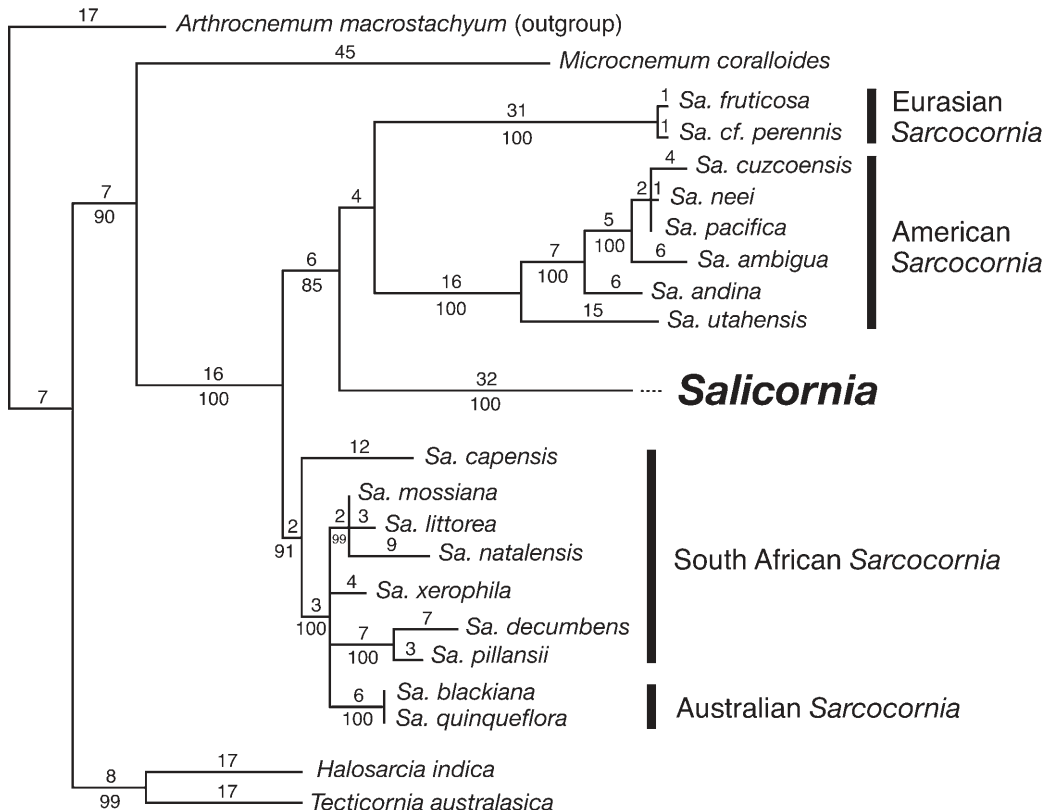 17
Arthrocnemum macrostachyum (outgroup)
45
Microcnemum coralloides
31
100
1
Sa. fruticosa
1
Sa. cf. perennis
Eurasian
Sarcocornia
4
Sa. cuzcoensis
2
1
Sa. neei
Sa. pacifica
5
100
6
Sa. ambigua
7
100
6
Sa. andina
16
100
15
Sa. utahensis
American
Sarcocornia
7
90
4
6
85
32
100
Salicornia
16
100
7
12
Sa. capensis
Sa. mossiana
2
99
3
Sa. littorea
9
Sa. natalensis
2
91
4
Sa. xerophila
3
100
7
100
7
Sa. decumbens
3
Sa. pillansii
South African Sarcocornia
6
100
Sa. blackiana
Sa. quinqueflora
Australian Sarcocornia
8
99
17
Halosarcia indica
17
Tecticornia australasica